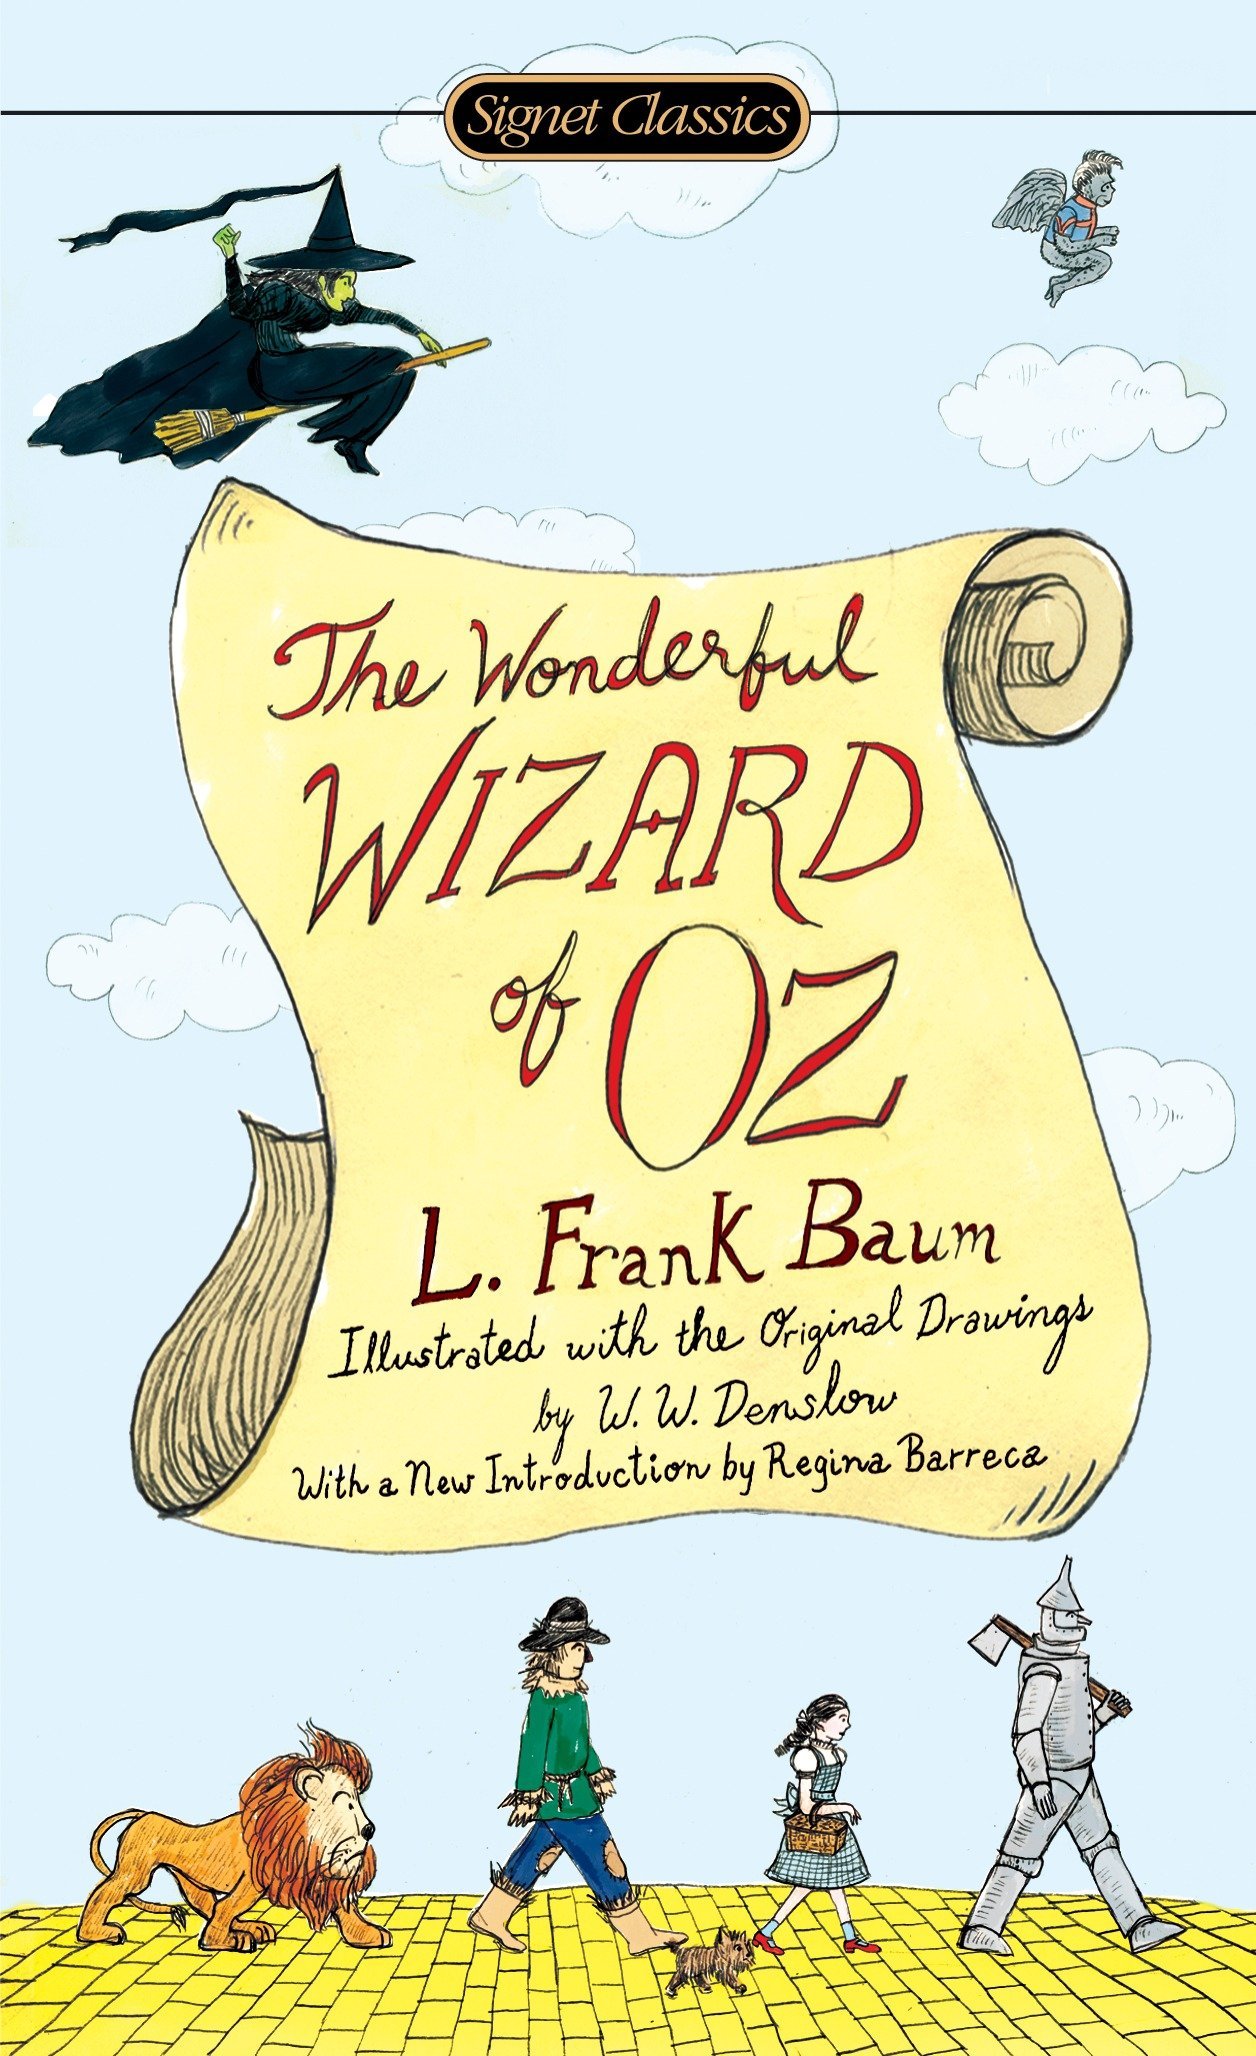 Signet Classics
The Wonderful
WIZARD
of OZ
L. Frank Baum
Illustrated with the Original Drawings
by W. W. Denslow
With a New Introduction by Regina Barreca